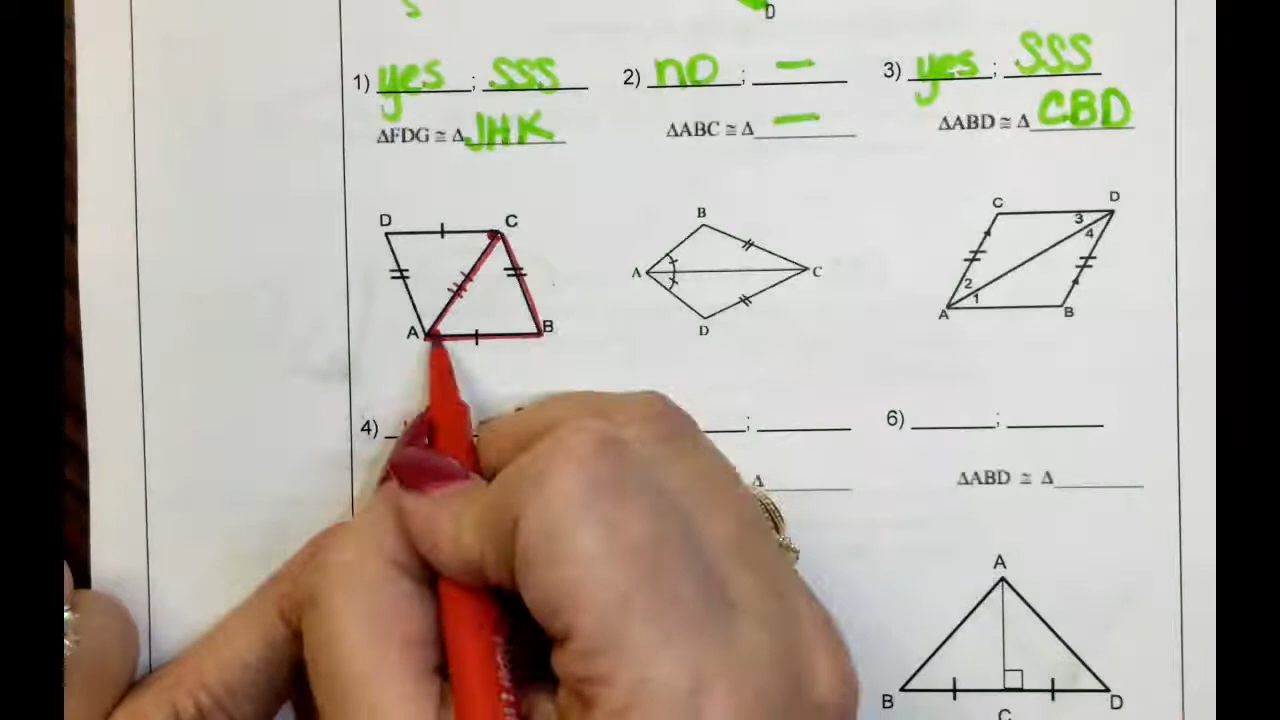 D
1) yes ; SSS
2) no ; –
3) yes ; SSS
ΔFDG ≅ Δ JHK
ΔABC ≅ Δ –
ΔABD ≅ Δ CBD
D C
A B
B
A C
D
C D
3
4
2
1
A B
4)
;
6) ;
Δ
ΔABD ≅ Δ
A
B C D